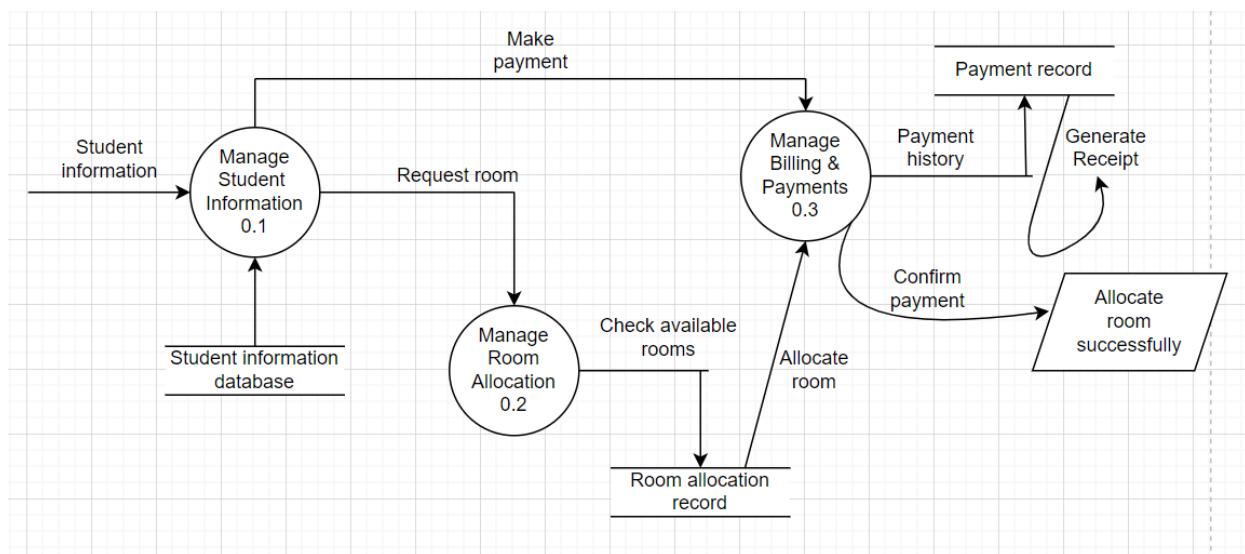 Make
payment
Payment record
Student
information
Manage
Student
Information
0.1
Request room
Manage
Billing &
Payments
0.3
Payment
history
Generate
Receipt
Confirm
payment
Allocate
room
successfully
Student information
database
Manage
Room
Allocation
0.2
Check available
rooms
Allocate
room
Room allocation
record